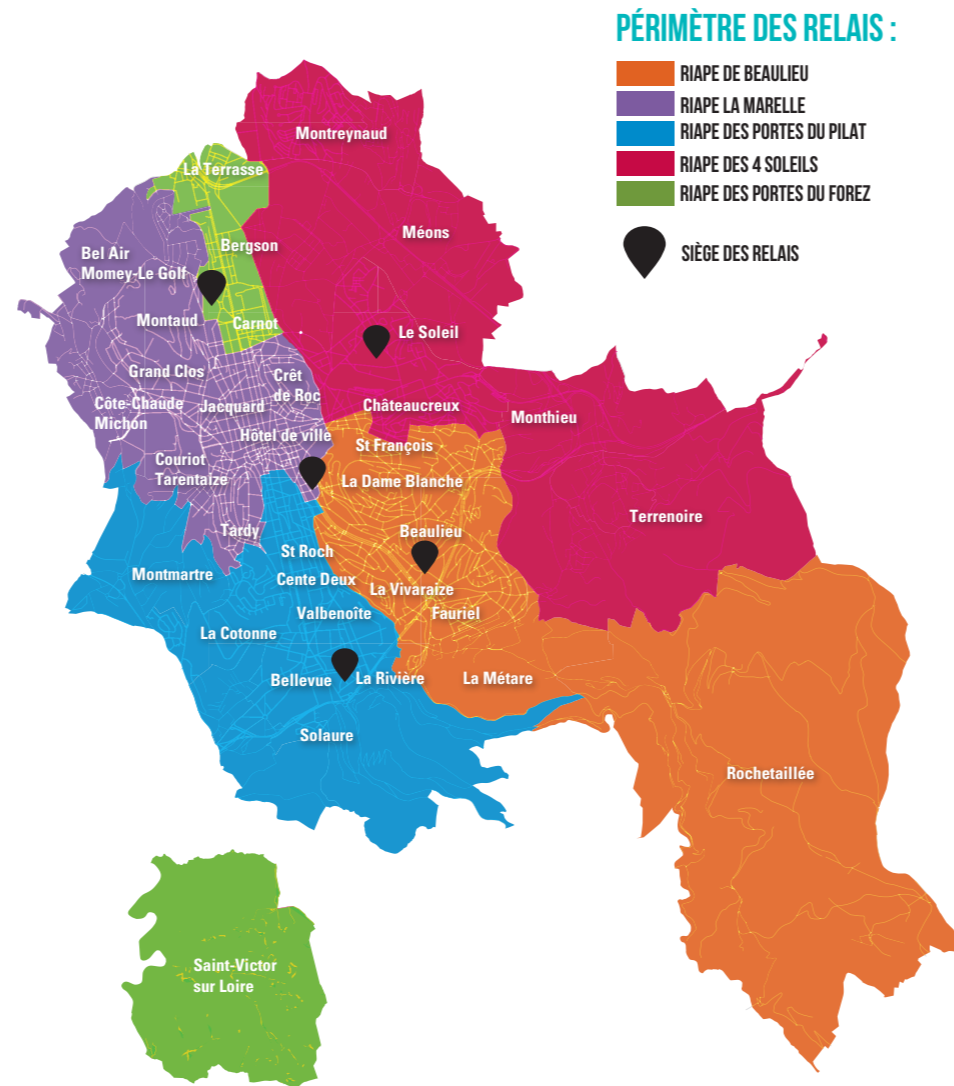 PÉRIMÈTRE DES RELAIS :
RIAPE DE BEAULIEU
RIAPE LA MARELLE
RIAPE DES PORTES DU PILAT
RIAPE DES 4 SOLEILS
RIAPE DES PORTES DU FOREZ
SIÈGE DES RELAIS
Montreynaud
La Terrasse
Méons
Bergson
Bel Air
Momey-Le Golf
Montaud
Carnot
Le Soleil
Grand Clos
Crêt
de Roc
Côte-Chaude
Michon
Jacquard
Châteaucreux
Monthieu
Hôtel de ville
St François
Couriot
Tarentaize
La Dame Blanche
Terrenoire
Tardy
Beaulieu
St Roch
Montmartre
Cente Deux
La Vivaraize
Valbenoîte
Fauriel
La Cotonne
Bellevue
La Rivière
La Métare
Solaure
Rochetaillée
Saint-Victor
sur Loire